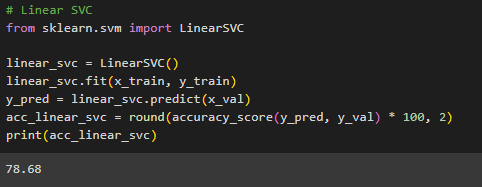 # Linear SVC
from sklearn.svm import LinearSVC
linear_svc = LinearSVC()
linear_svc.fit(x_train, y_train)
y_pred = linear_svc.predict(x_val)
acc_linear_svc = round(accuracy_score(y_pred, y_val) * 100, 2)
print(acc_linear_svc)
78.68